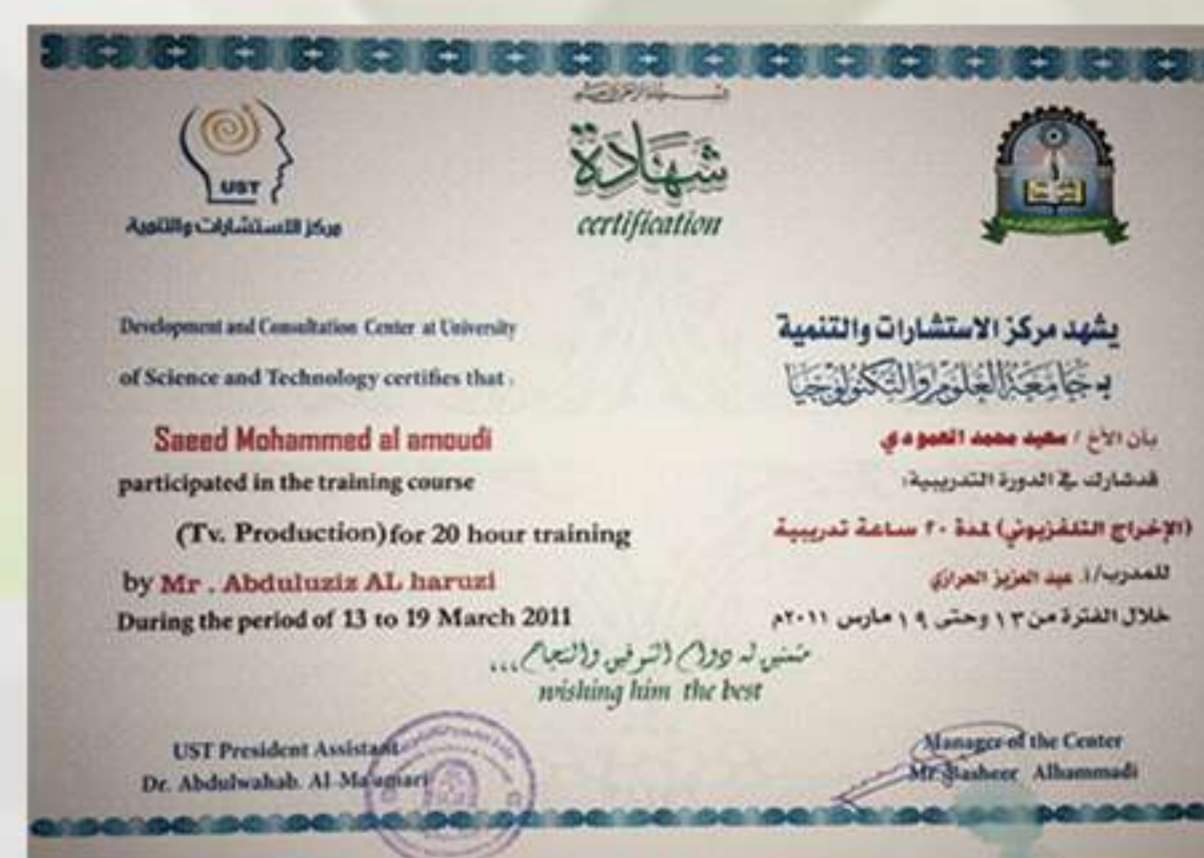 شهادة
certification
UST
مركز الاستشارات والتنمية
Development and Consultation Center at University
of Science and Technology certifies that :
Saeed Mohammed al amoudi
participated in the training course
(Tv. Production) for 20 hour training
by Mr . Abduluziz AL haruzi
During the period of 13 to 19 March 2011
يشهد مركز الاستشارات والتنمية
بـ جامعة العلوم والتكنولوجيا
بأن الأخ / سعيد محمد العمودي
قد شارك في الدورة التدريبية:
(الإخراج التلفزيوني) لمدة ٢٠ ساعة تدريبية
للمدرب/أ. عبد العزيز الحرازي
خلال الفترة من ١٣ وحتى ١٩ مارس ٢٠١١م
متمنين له دوام التوفيق والنجاح ,,,
wishing him the best
UST President Assistant
Dr. Abdulwahab. Al-Ma'amari
Manager of the Center
Mr. Basheer Alhammadi